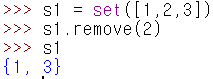 >>> s1 = set([1,2,3])
>>> s1.remove(2)
>>> s1
{1, 3}